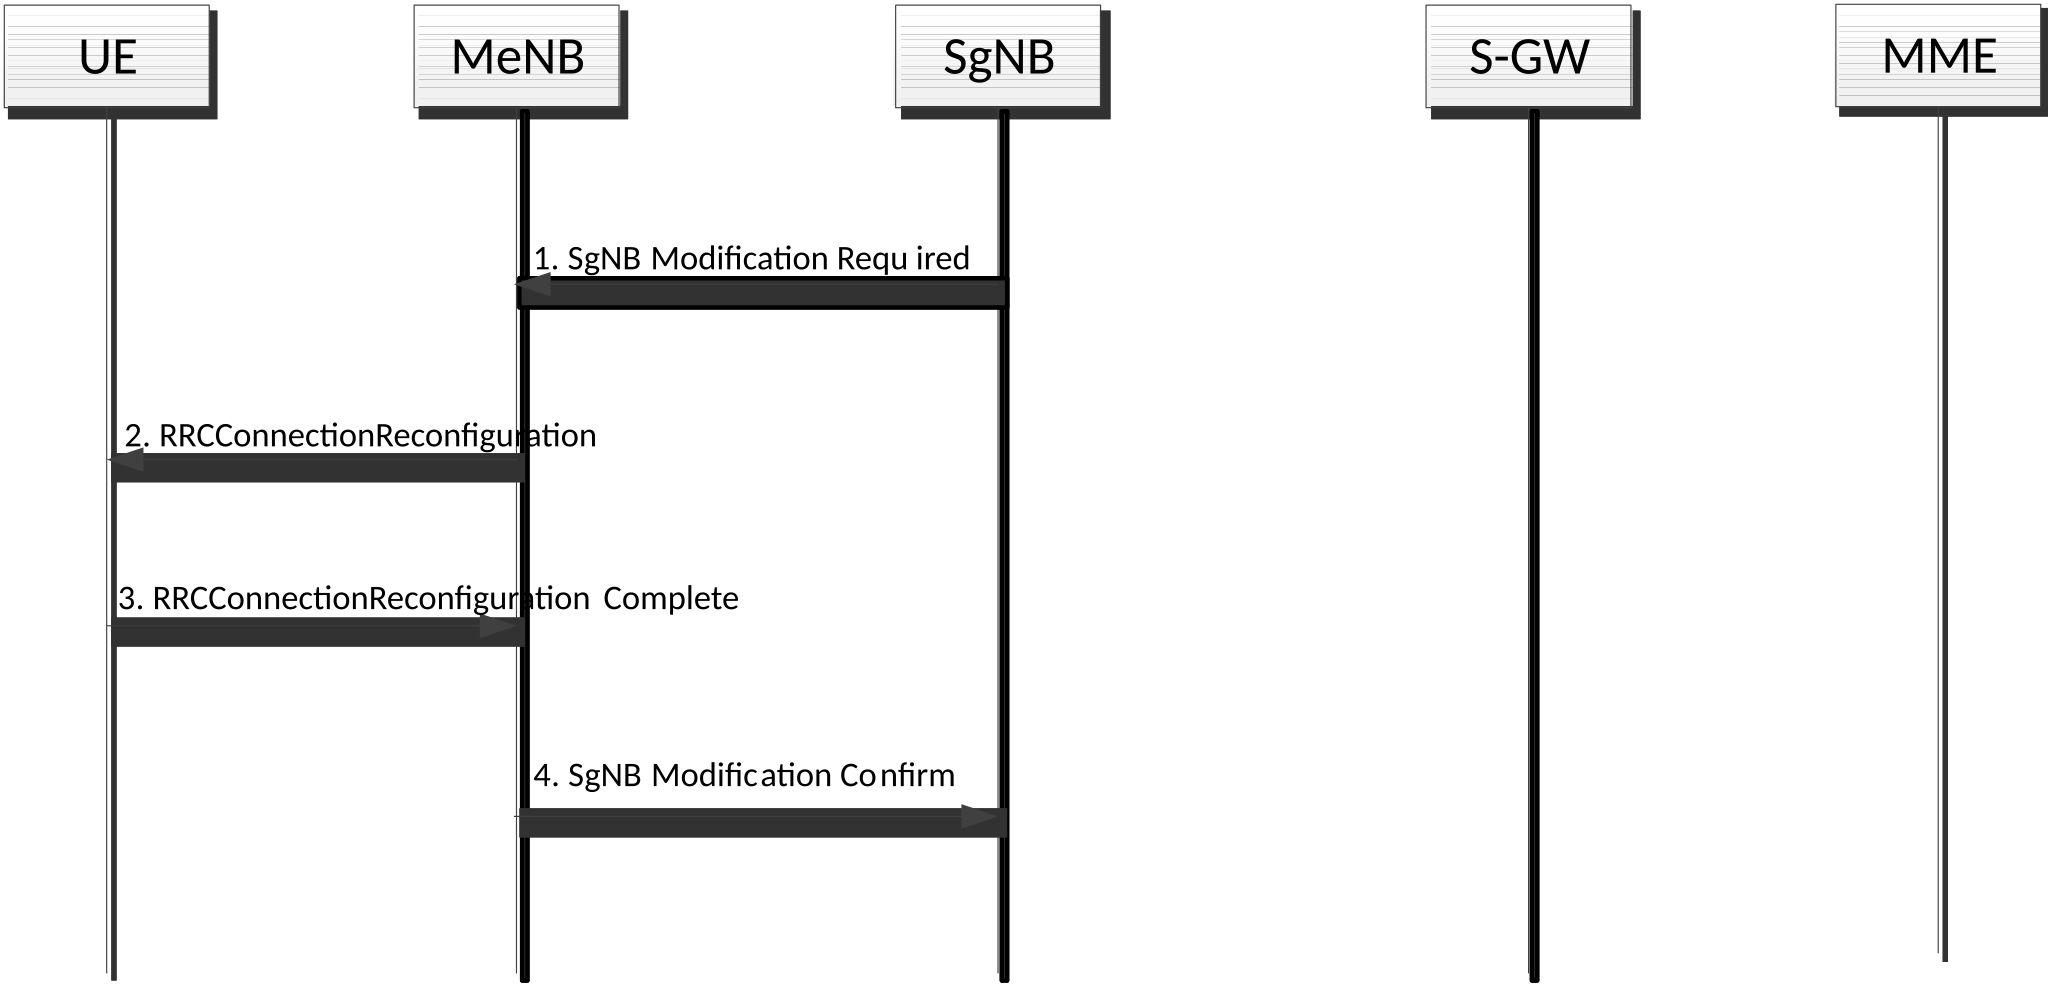 UE
MeNB
SgNB
S-GW
MME
1. SgNB Modification Requ ired
2. RRCConnectionReconfiguration
3. RRCConnectionReconfiguration Complete
4. SgNB Modification Confirm